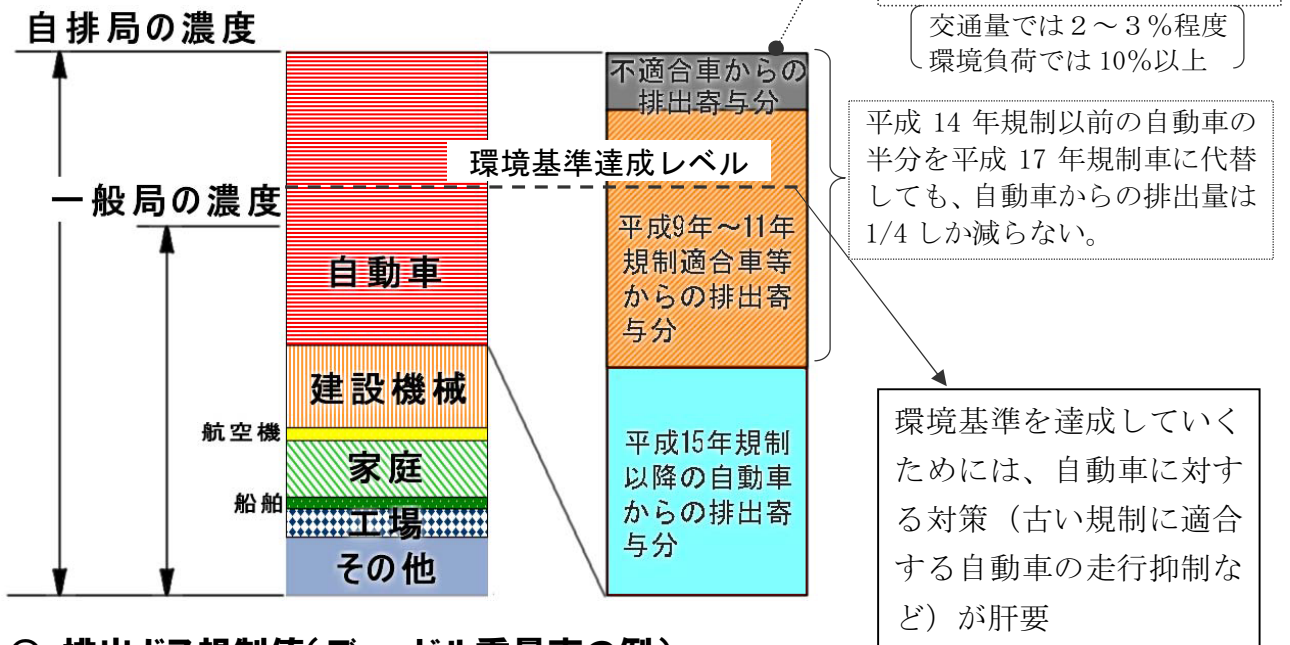 自排局の濃度
一般局の濃度
自動車
建設機械
航空機
家庭
船舶
工場
その他
環境基準達成レベル
不適合車からの
排出寄与分
平成9年～11年
規制適合車等
からの排出寄
与分
平成15年規制
以降の自動車
からの排出寄
与分
交通量では２～３％程度
環境負荷では 10％以上
平成 14 年規制以前の自動車の
半分を平成 17 年規制車に代替
しても、自動車からの排出量は
1/4 しか減らない。
環境基準を達成していく
ためには、自動車に対す
る対策（古い規制に適合
する自動車の走行抑制な
ど）が肝要